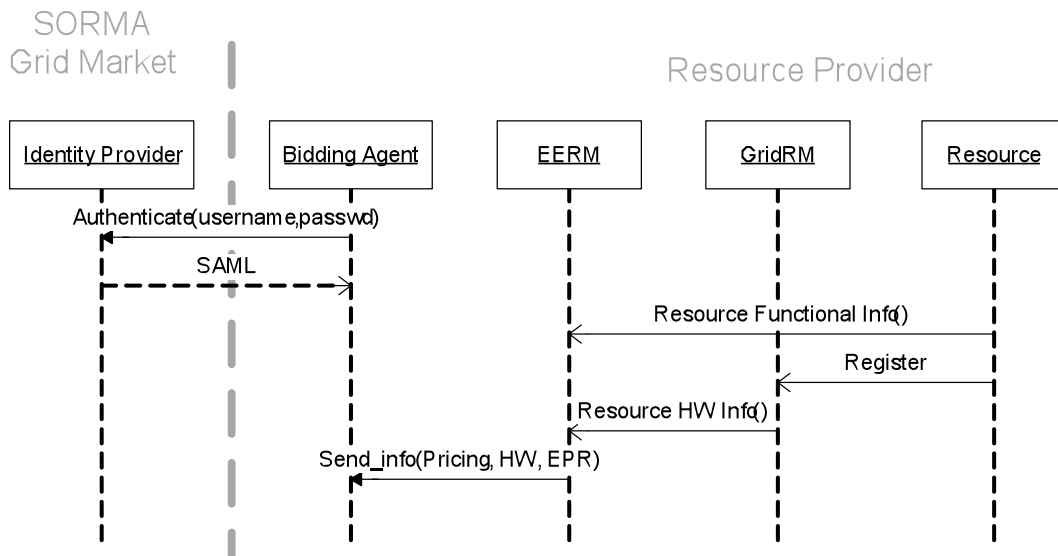 SORMA
Grid Market
Resource Provider
Identity Provider
Bidding Agent
EERM
GridRM
Resource
Authenticate(username,passwd)
SAML
Resource Functional Info()
Register
Resource HW Info()
Send_info(Pricing, HW, EPR)